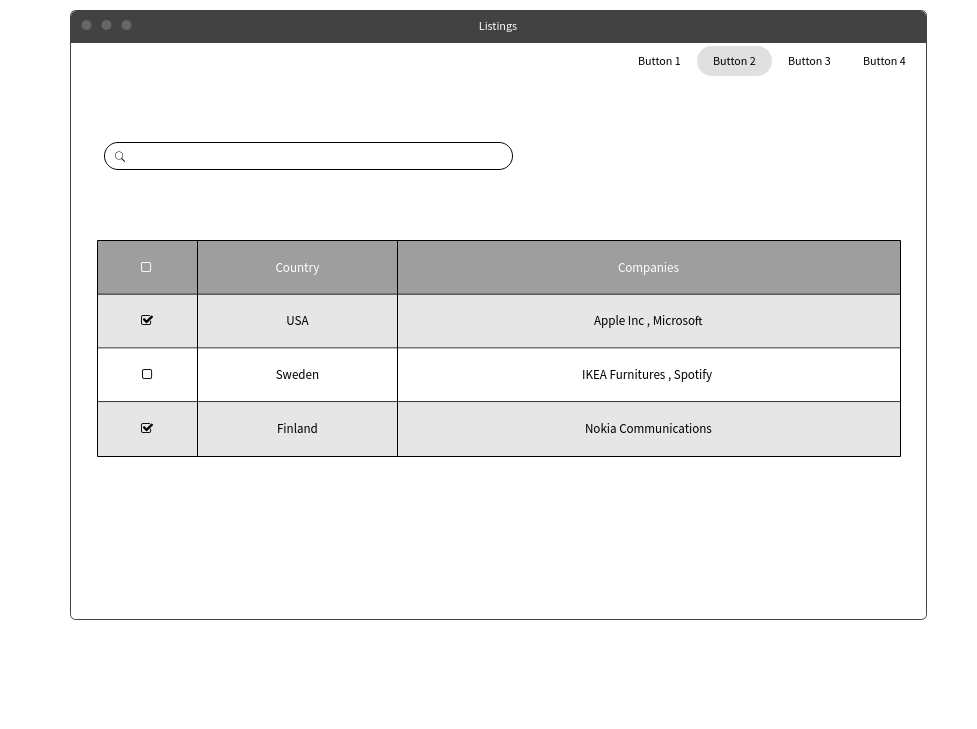 Listings
Button 1 Button 2 Button 3 Button 4
Country Companies
USA Apple Inc , Microsoft
Sweden IKEA Furnitures , Spotify
Finland Nokia Communications